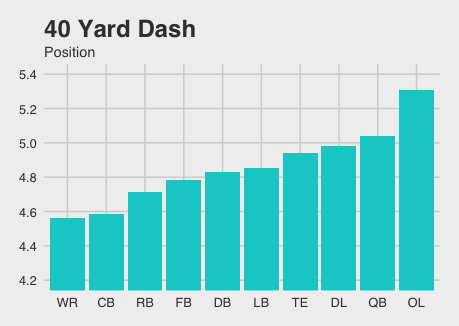 40 Yard Dash
Position
5.4
5.2
5.0
4.8
4.6
4.4
4.2
WR CB RB FB DB LB TE DL QB OL